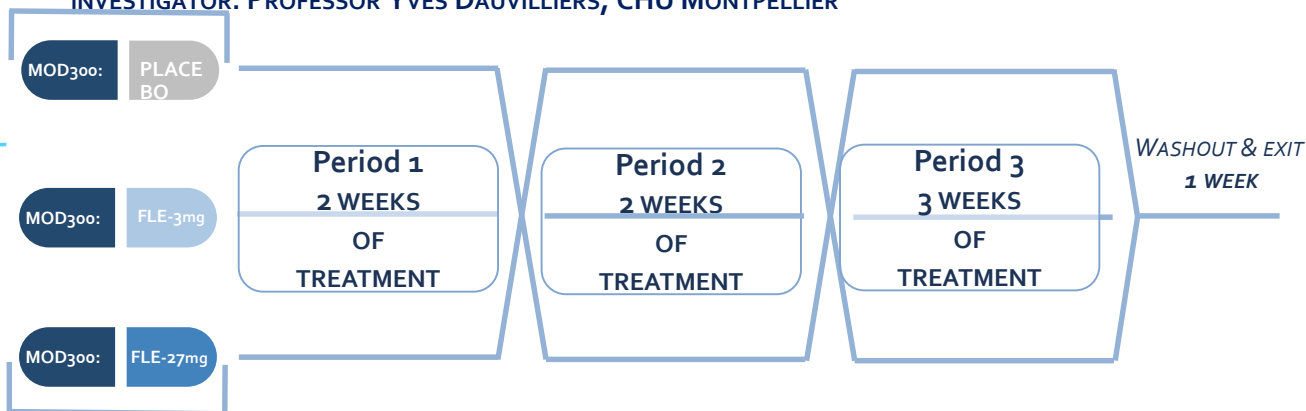 INVESTIGATOR: PROFESSOR YVES DAUVILLIERS, CHU MONTPELLIER
MOD300:
PLACE
BO
MOD300:
FLE-3mg
MOD300:
FLE-27mg
Period 1
2 WEEKS
OF
TREATMENT
Period 2
2 WEEKS
OF
TREATMENT
Period 3
3 WEEKS
OF
TREATMENT
WASHOUT & EXIT
1 WEEK